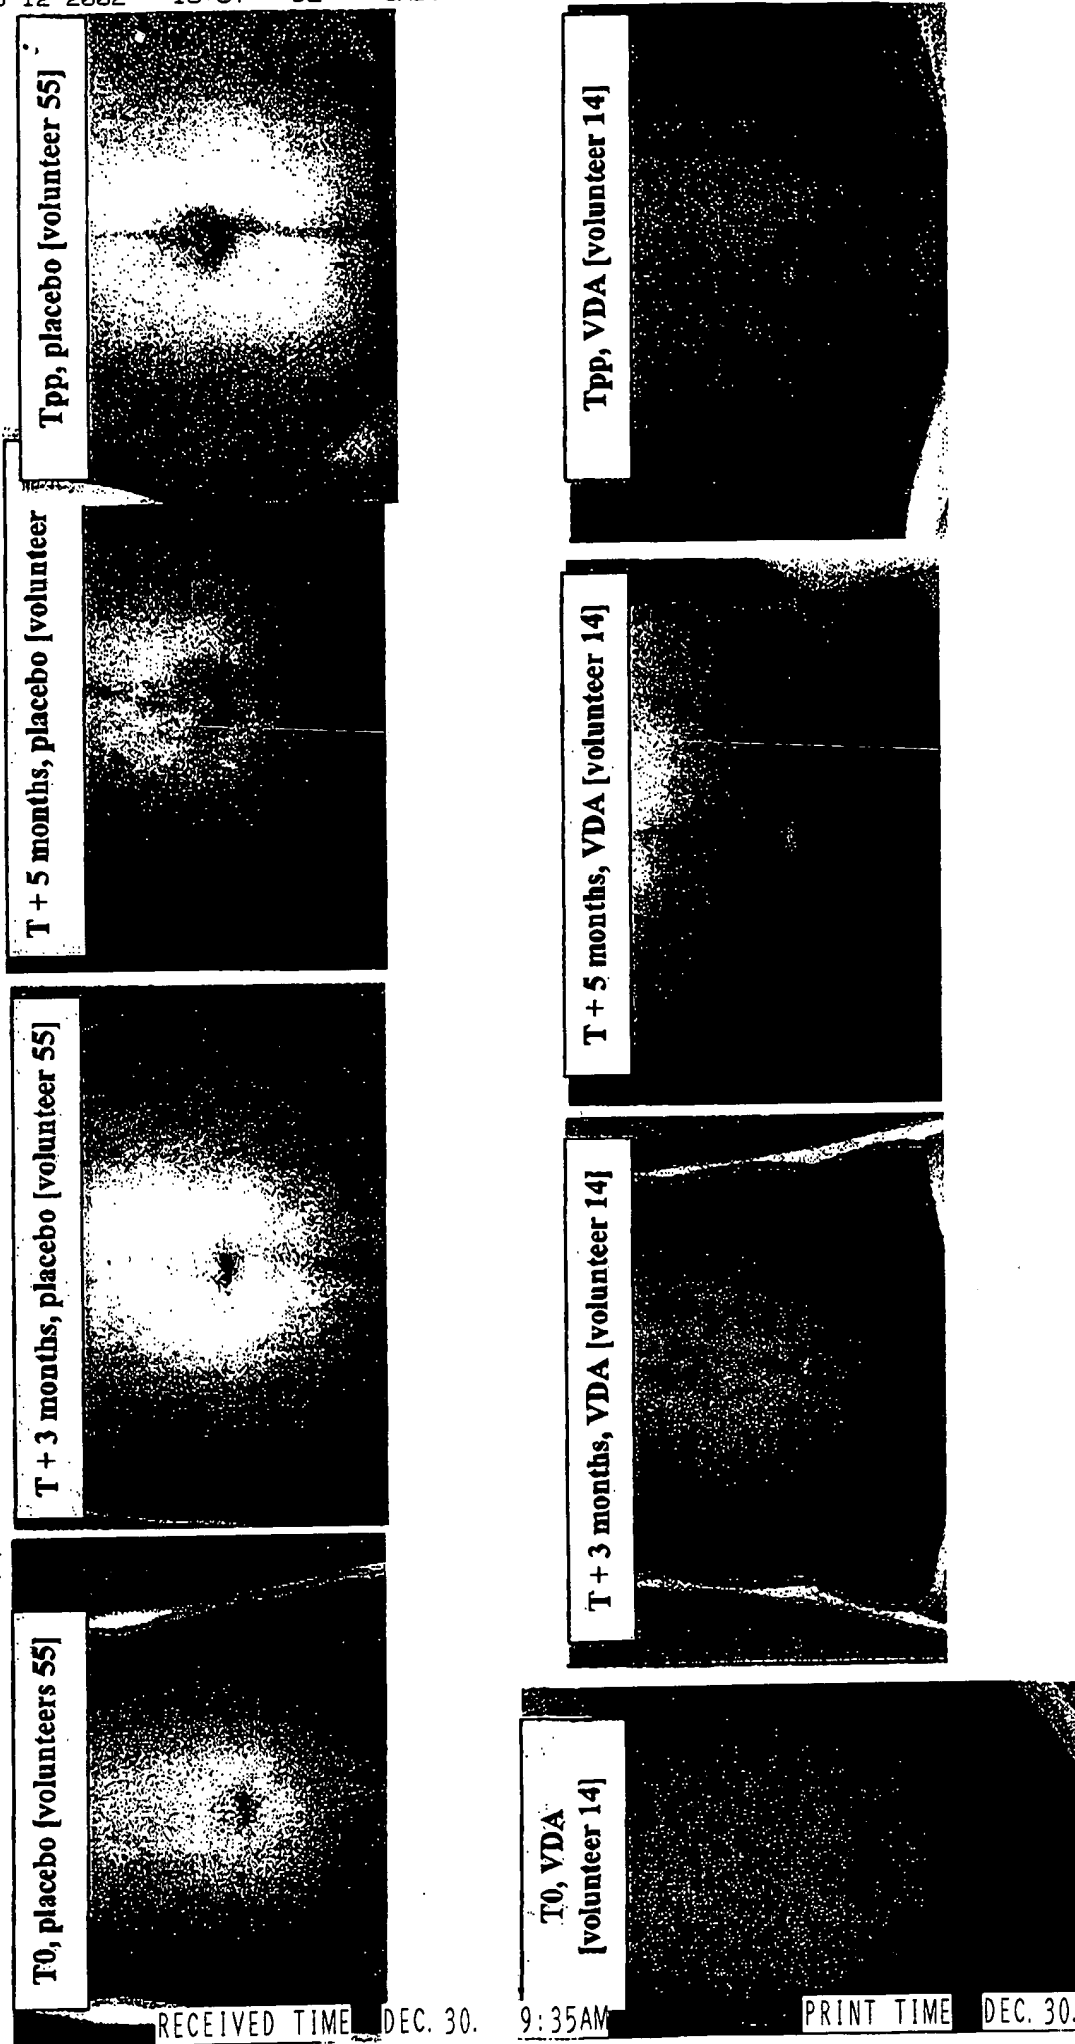 T0, placebo [volunteers 55]
T + 3 months, placebo [volunteer 55]
T + 5 months, placebo [volunteer
Tpp, placebo [volunteer 55]
T0, VDA
[volunteer 14]
T + 3 months, VDA [volunteer 14]
T + 5 months, VDA [volunteer 14]
Tpp, VDA [volunteer 14]
RECEIVED TIME DEC. 30. 9:35AM
PRINT TIME DEC. 30.